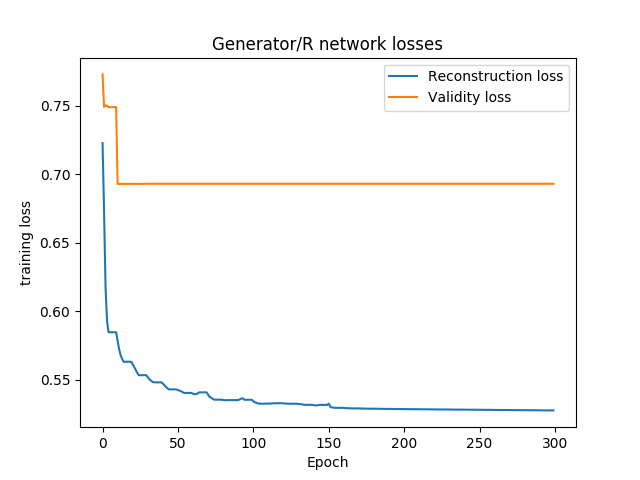 Generator/R network losses
Reconstruction loss
Validity loss
0.75
0.70
0.65
0.60
0.55
training loss
0 50 100 150 200 250 300
Epoch